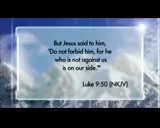 But Jesus said to him,
"Do not forbid him, for he
who is not against us
is on our side."
Luke 9:50 (NKJV)